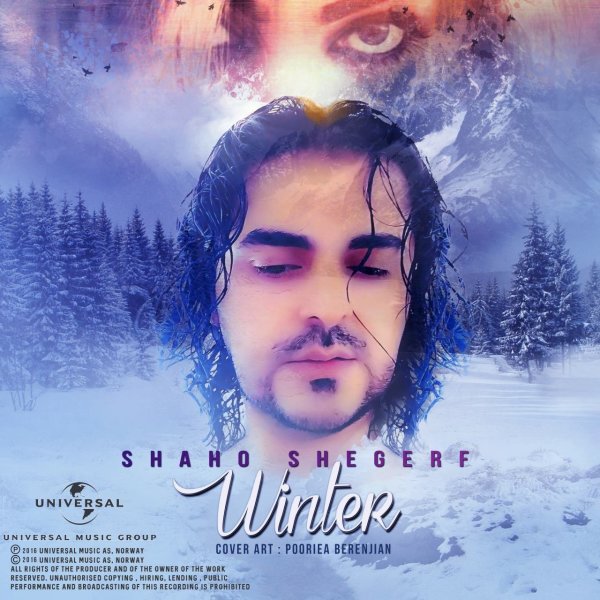 SHAHO SHEGERF
Winter
COVER ART : POORIEA BERENJIAN
UNIVERSAL
UNIVERSAL MUSIC GROUP
Ⓟ 2016 UNIVERSAL MUSIC AS, NORWAY
© 2016 UNIVERSAL MUSIC AS, NORWAY
ALL RIGHTS OF THE PRODUCER AND OF THE OWNER OF THE WORK
RESERVED. UNAUTHORISED COPYING , HIRING, LENDING , PUBLIC
PERFORMANCE AND BROADCASTING OF THIS RECORDING IS PROHIBITED